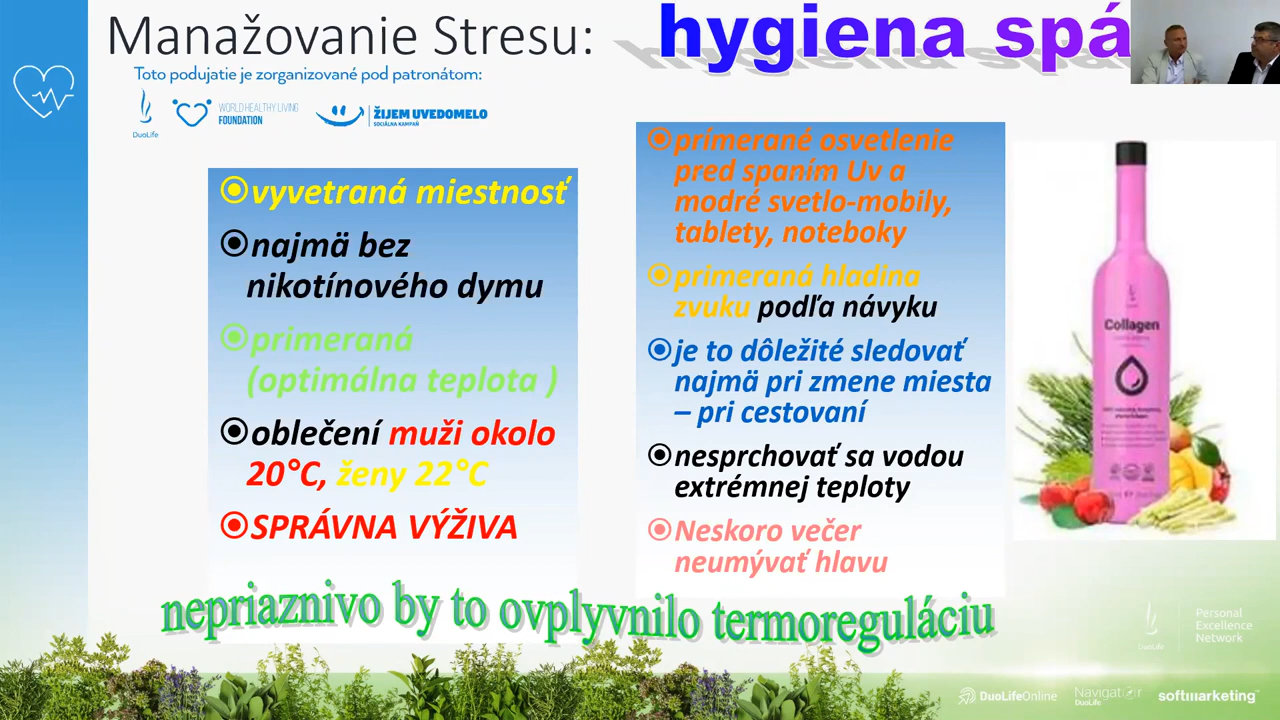 Manažovanie Stresu:
hygiena spá
Toto podujatie je zorganizované pod patronátom:
DuoLife
WORLD HEALTHY LIVING
FOUNDATION
ŽIJEM UVEDOMELO
SOCIÁLNA KAMPAŇ
vyvetraná miestnosť
najmä bez
nikotínového dymu
primeraná
(optimálna teplota )
oblečení muži okolo
20°C, ženy 22°C
SPRÁVNA VÝŽIVA
prímerané osvetlenie
pred spaním Uv a
modré svetlo-mobily,
tablety, noteboky
primeraná hladina
zvuku podľa návyku
je to dôležité sledovať
najmä pri zmene miesta
– pri cestovaní
nesprchovať sa vodou
extrémnej teploty
Neskoro večer
neumývať hlavu
Collagen
nepriaznivo by to ovplyvnilo termoreguláciu
DuoLife
Personal
Excellence
Network
DuoLifeOnline
Navigator
DuoLife
softmarketing